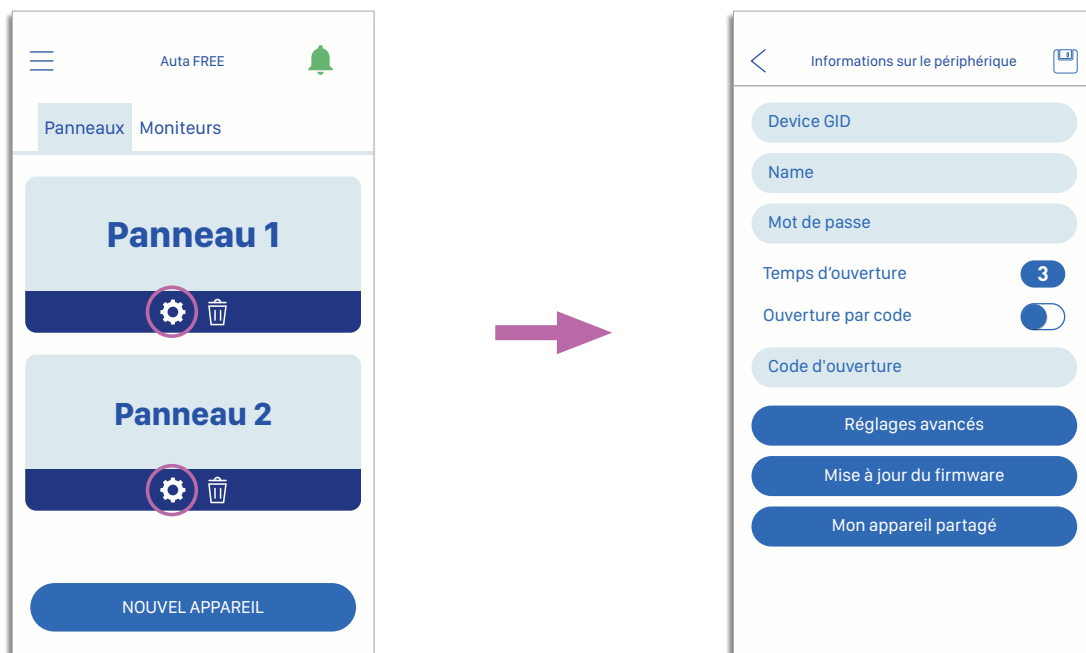 Auta FREE
Panneaux Moniteurs
Panneau 1
Panneau 2
NOUVEL APPAREIL
Informations sur le périphérique
Device GID
Name
Mot de passe
Temps d’ouverture 3
Ouverture par code
Code d'ouverture
Réglages avancés
Mise à jour du firmware
Mon appareil partagé